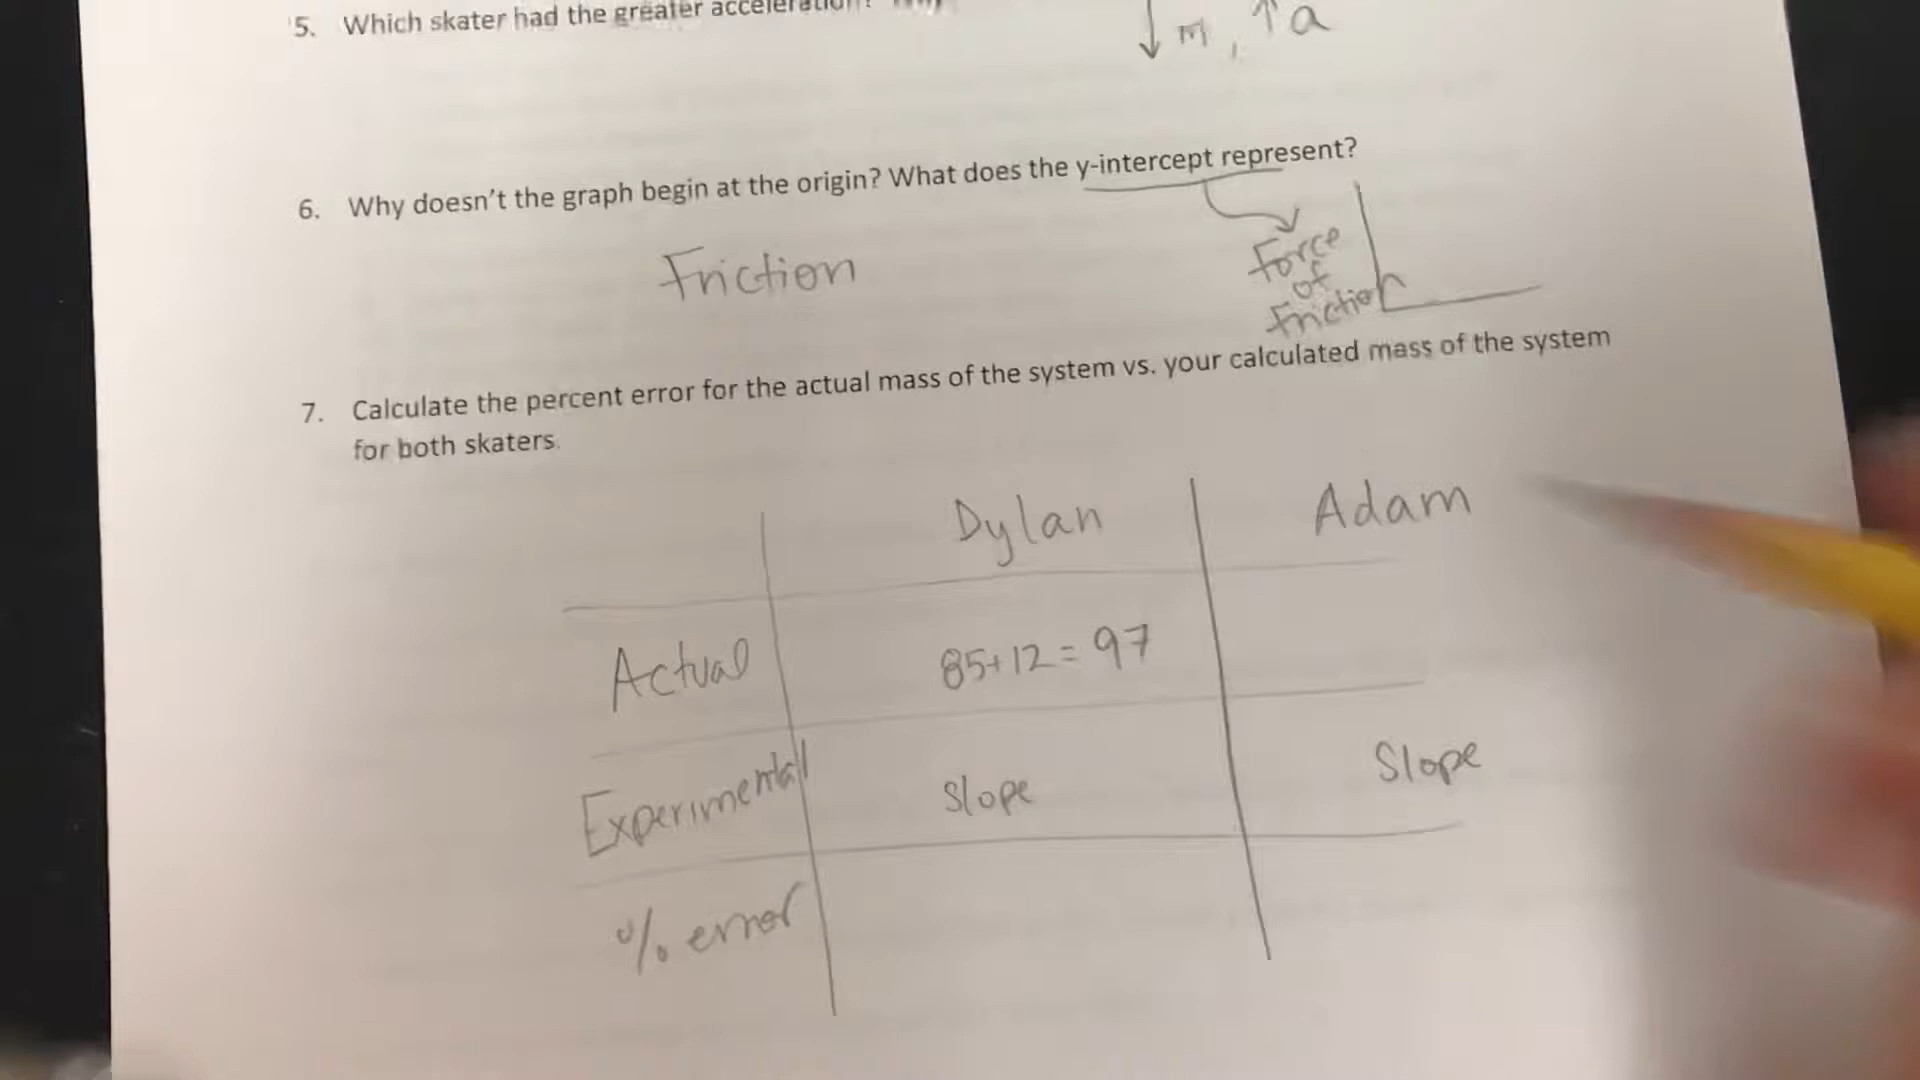 5. Which skater had the greater acceleration?
↓m, ↑a
6. Why doesn't the graph begin at the origin? What does the y-intercept represent?
Friction
Force
of
Friction
7. Calculate the percent error for the actual mass of the system vs. your calculated mass of the system
for both skaters.
Dylan Adam
Actual 85+12=97
Experimental Slope Slope
% error